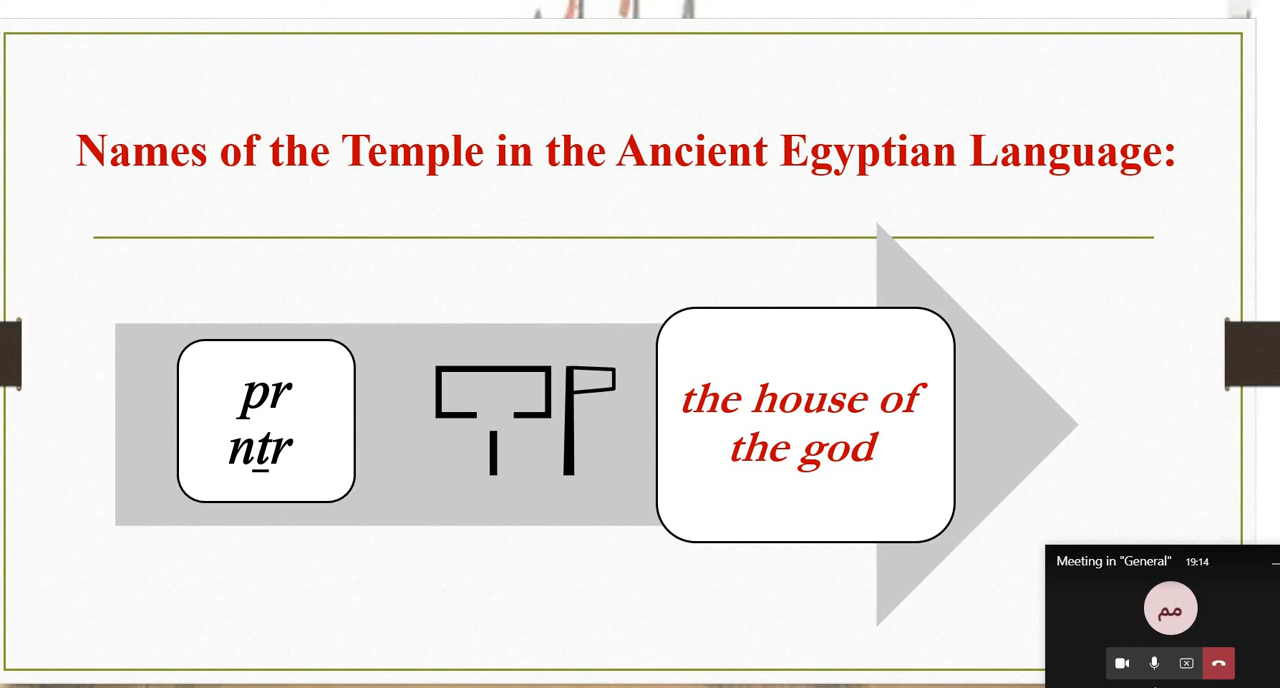 Names of the Temple in the Ancient Egyptian Language:
pr
nṯr
𓉐𓏤𓊹
the house of
the god
Meeting in "General" 19:14
مم